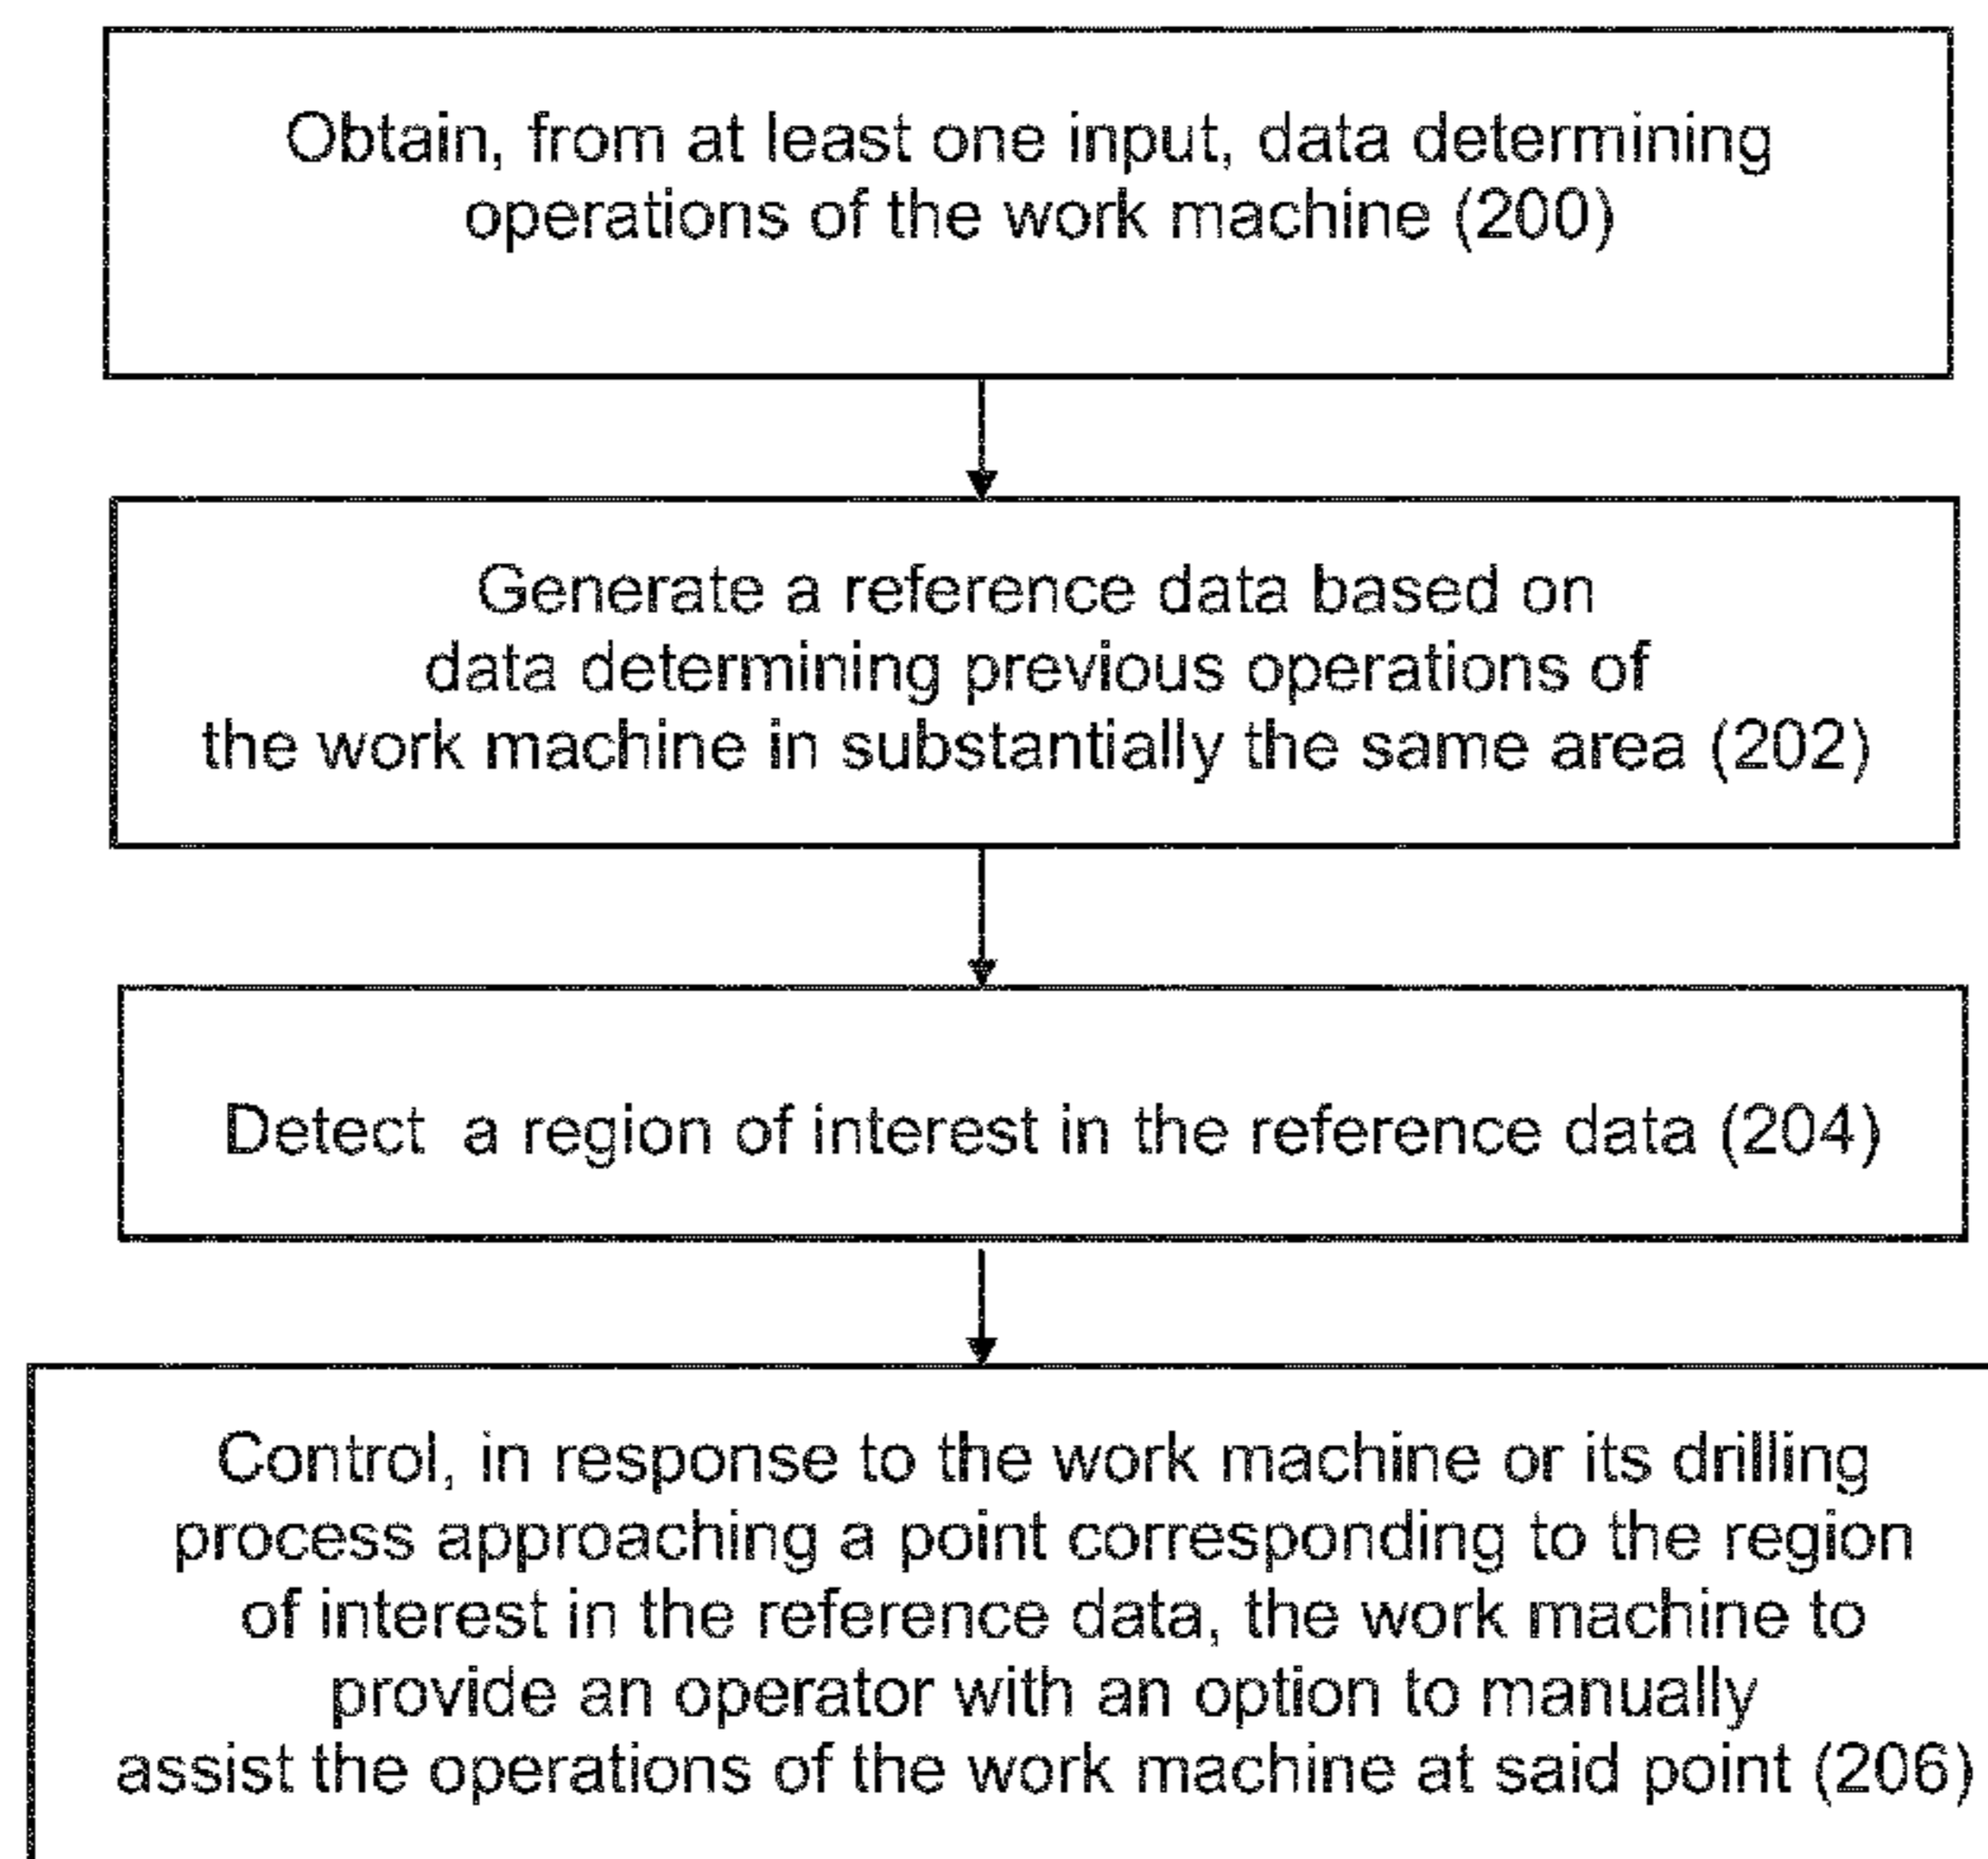 Obtain, from at least one input, data determining
operations of the work machine (200)
Generate a reference data based on
data determining previous operations of
the work machine in substantially the same area (202)
Detect a region of interest in the reference data (204)
Control, in response to the work machine or its drilling
process approaching a point corresponding to the region
of interest in the reference data, the work machine to
provide an operator with an option to manually
assist the operations of the work machine at said point (206)